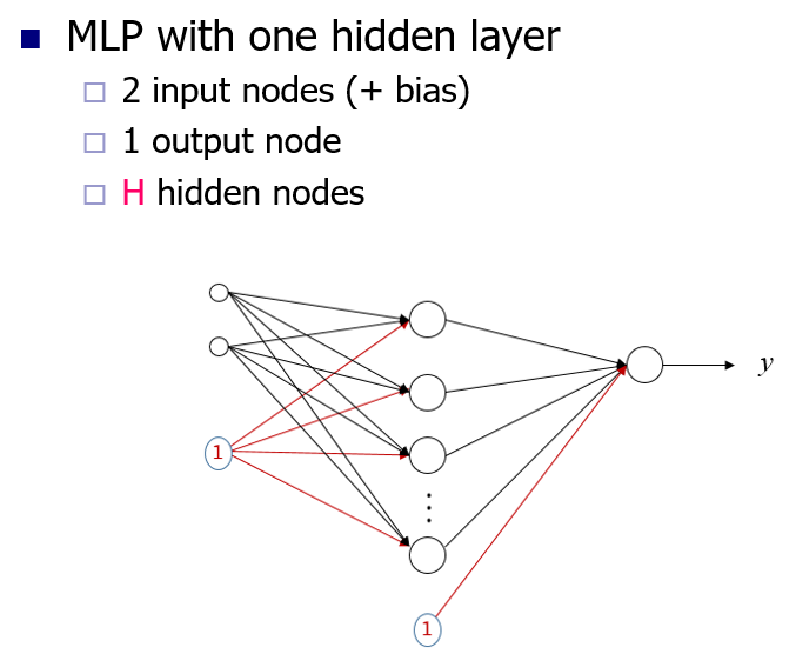 MLP with one hidden layer
2 input nodes (+ bias)
1 output node
H hidden nodes
y
1
1